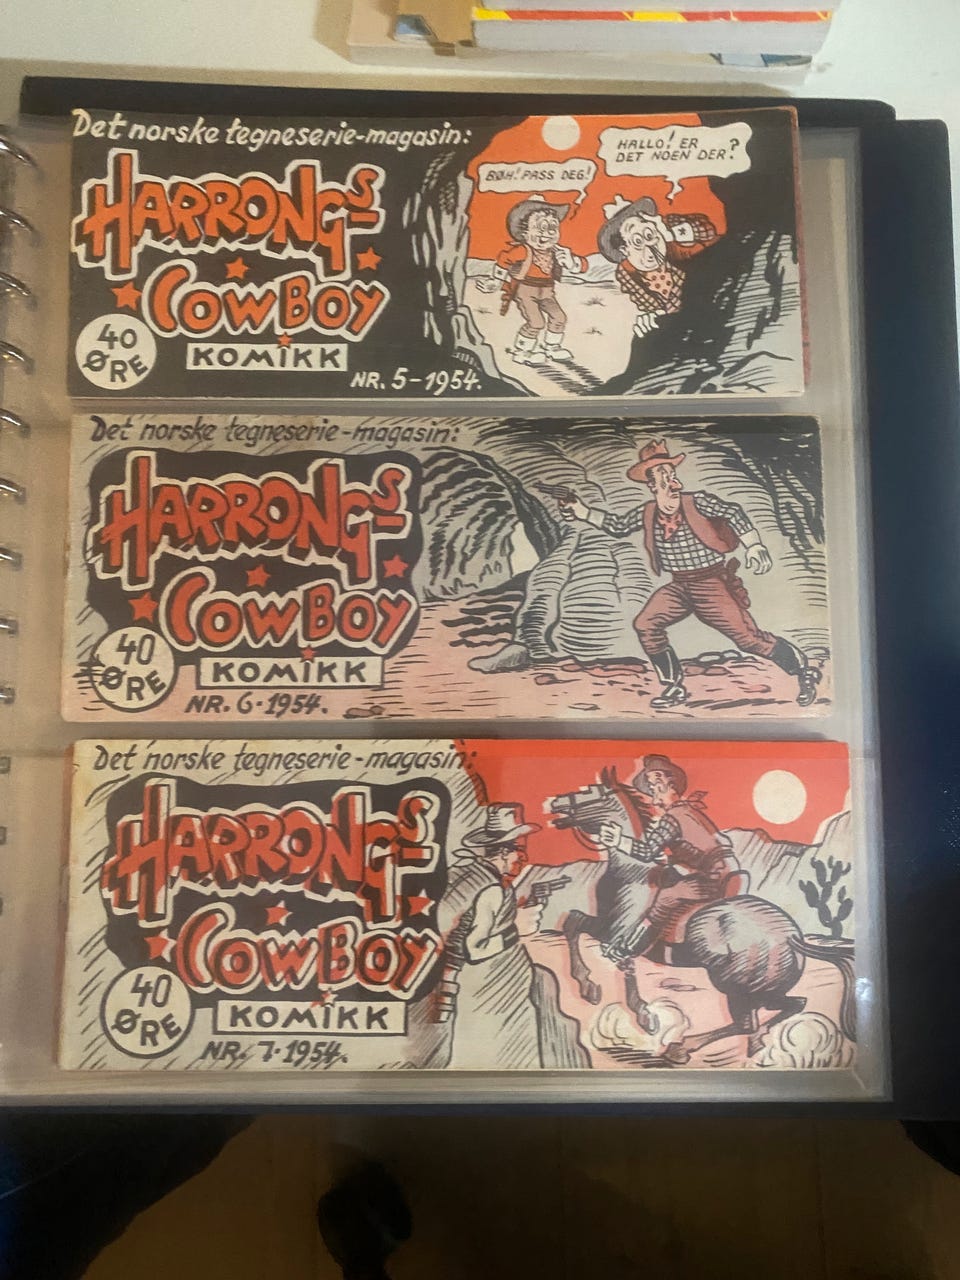 Det norske tegneserie-magasin:
HARRONGS
COWBOY
KOMIKK
40
ØRE
NR. 5-1954.
BØH! PASS DEG!
HALLO! ER
DET NOEN DER?
Det norske tegneserie-magasin:
HARRONGS
COWBOY
KOMIKK
40
ØRE
NR. 6·1954.
Det norske tegneserie-magasin:
HARRONGS
COWBOY
KOMIKK
40
ØRE
NR. 7·1954.